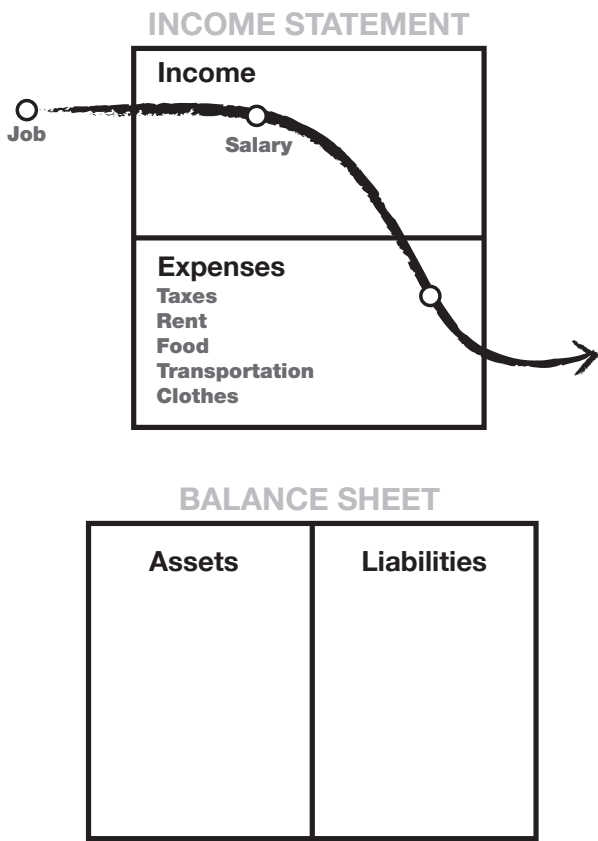 INCOME STATEMENT
Income
Job
Salary
Expenses
Taxes
Rent
Food
Transportation
Clothes
BALANCE SHEET
Assets
Liabilities